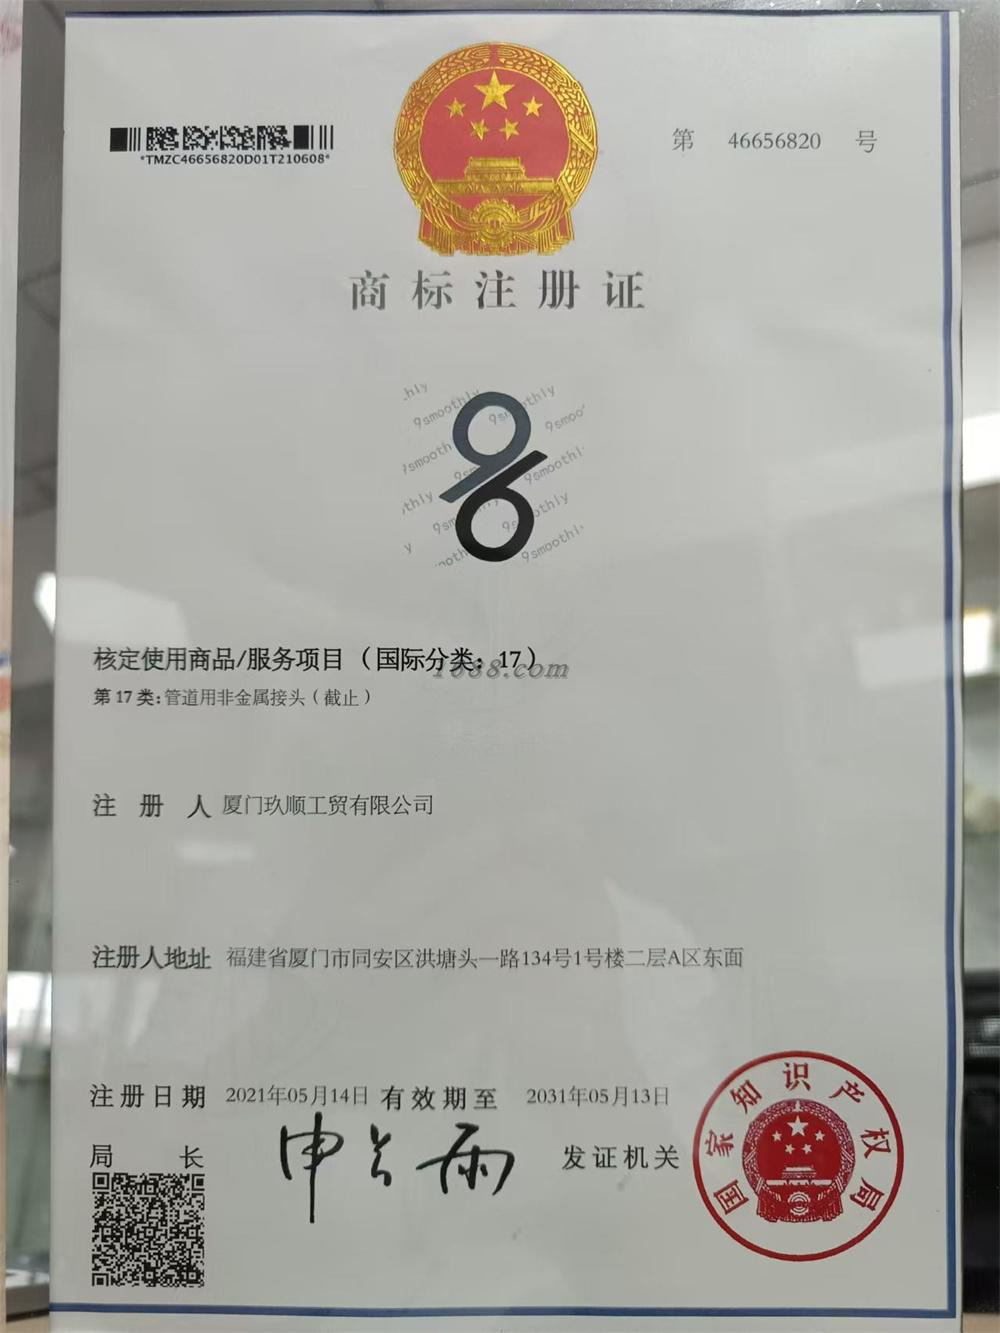 *TMZC46656820D01T210608*
第 46656820 号
商标注册证
9smoothly
核定使用商品/服务项目（国际分类：17）
1688.com
第 17 类：管道用非金属接头（截止）
注册人 厦门玖顺工贸有限公司
注册人地址 福建省厦门市同安区洪塘头一路134号1号楼二层A区东面
注册日期 2021年05月14日 有效期至 2031年05月13日
局长 申长雨 发证机关
国家知识产权局